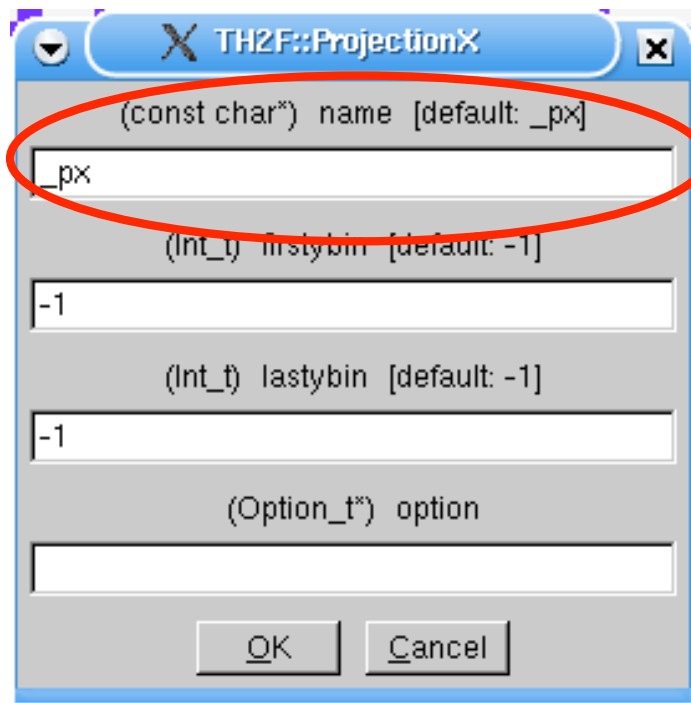 TH2F::ProjectionX
(const char*) name [default: _px]
_px
(Int_t) firstybin [default: -1]
-1
(Int_t) lastybin [default: -1]
-1
(Option_t*) option
OK Cancel